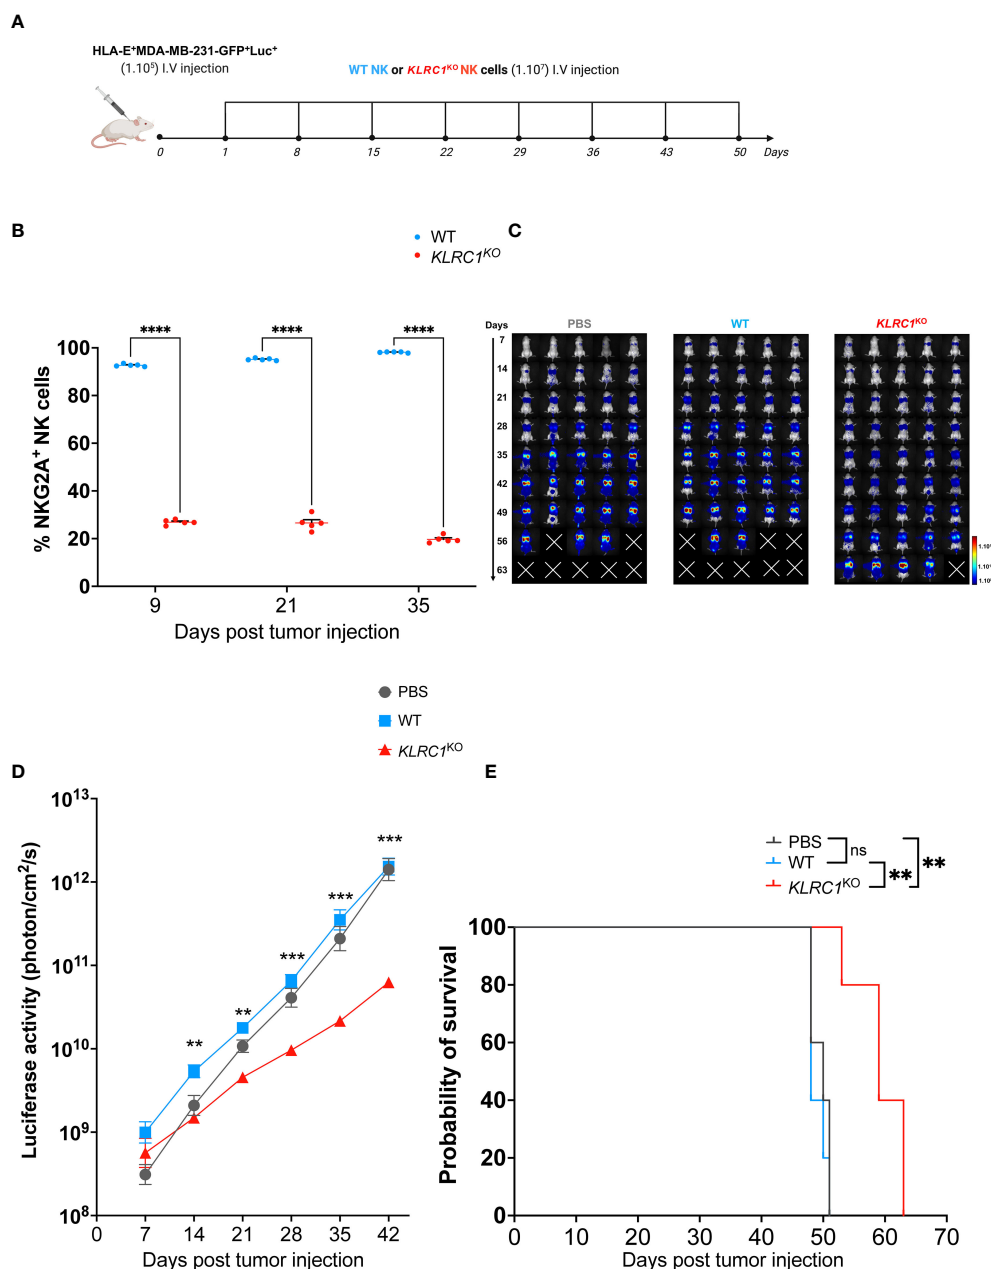 A
HLA-E⁺MDA-MB-231-GFP⁺Luc⁺
(1.10⁵) I.V injection
WT NK or KLRC1ᴷᴼ NK cells (1.10⁷) I.V injection
0 1 8 15 22 29 36 43 50 Days
B
WT
KLRC1ᴷᴼ
**** **** ****
100
80
60
40
20
0
% NKG2A⁺ NK cells
9 21 35
Days post tumor injection
C
Days PBS WT KLRC1ᴷᴼ
7
14
21
28
35
42
49
56
63
PBS
WT
KLRC1ᴷᴼ
D
10¹³
10¹²
10¹¹
10¹⁰
10⁹
10⁸
Luciferase activity (photon/cm²/s)
** ** *** *** ***
0 7 14 21 28 35 42
Days post tumor injection
E
PBS
WT
KLRC1ᴷᴼ
ns
**
**
100
80
60
40
20
0
Probability of survival
0 10 20 30 40 50 60 70
Days post tumor injection